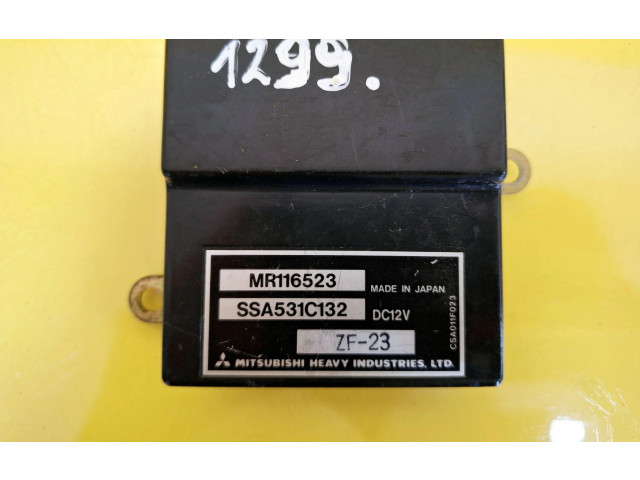 1299.
MR116523 MADE IN JAPAN
SSA531C132 DC12V
ZF-23
MITSUBISHI HEAVY INDUSTRIES, LTD.
CSA011F023